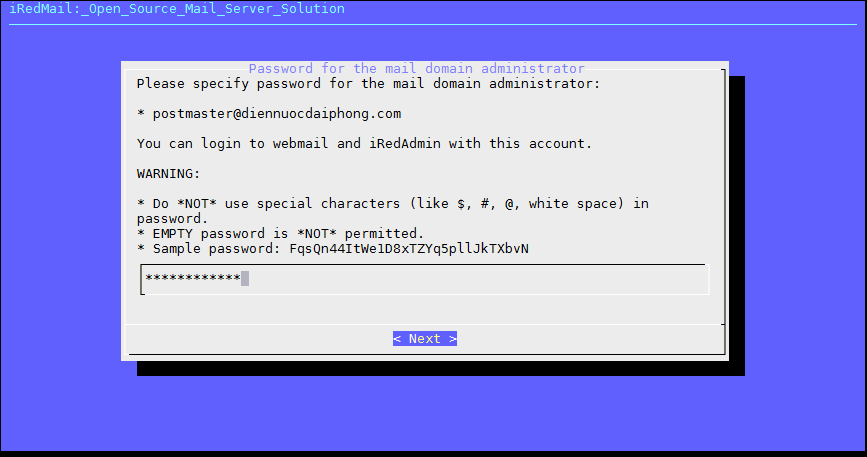 iRedMail:_Open_Source_Mail_Server_Solution
Password for the mail domain administrator
Please specify password for the mail domain administrator:
* postmaster@diennuocdaiphong.com
You can login to webmail and iRedAdmin with this account.
WARNING:
* Do *NOT* use special characters (like $, #, @, white space) in
password.
* EMPTY password is *NOT* permitted.
* Sample password: FqsQn44ItWe1D8xTZYq5pllJkTXbvN
************
< Next >